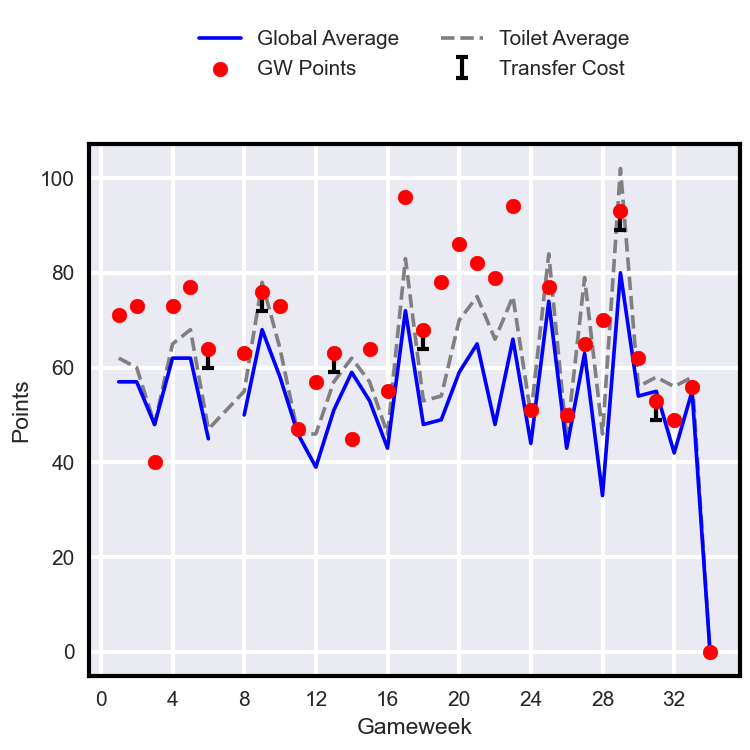 Global Average
Toilet Average
GW Points
Transfer Cost
100
80
60
40
20
0
Points
0 4 8 12 16 20 24 28 32
Gameweek